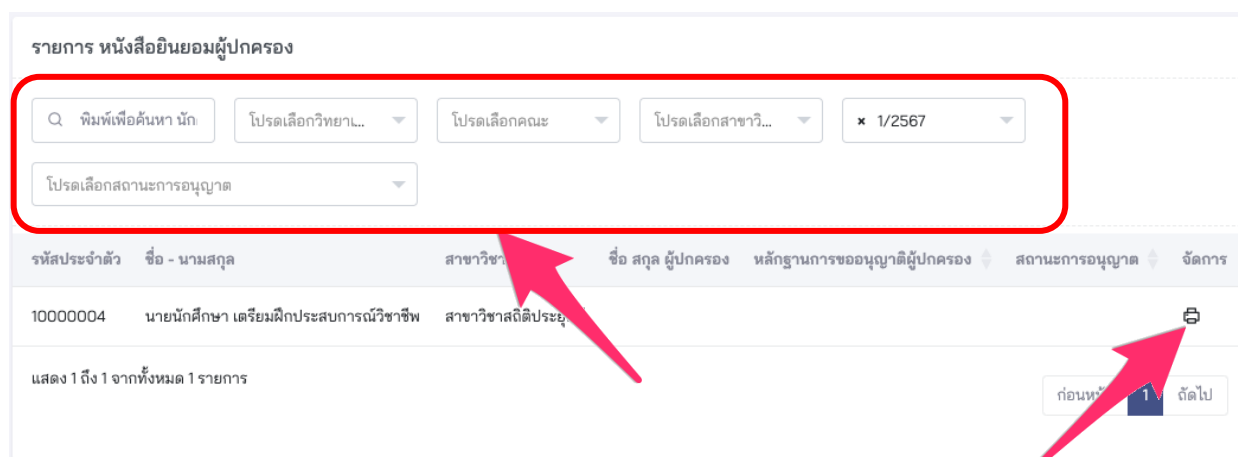 รายการ หนังสือยินยอมผู้ปกครอง
พิมพ์เพื่อค้นหา นัก โปรดเลือกวิทยาเ... โปรดเลือกคณะ โปรดเลือกสาขาวิ... × 1/2567
โปรดเลือกสถานะการอนุญาต
รหัสประจำตัว ชื่อ - นามสกุล สาขาวิชา ชื่อ สกุล ผู้ปกครอง หลักฐานการขออนุญาติผู้ปกครอง สถานะการอนุญาต จัดการ
10000004 นายนักศึกษา เตรียมฝึกประสบการณ์วิชาชีพ สาขาวิชาสถิติประยุ
แสดง 1 ถึง 1 จากทั้งหมด 1 รายการ
ก่อนหน้า 1 ถัดไป